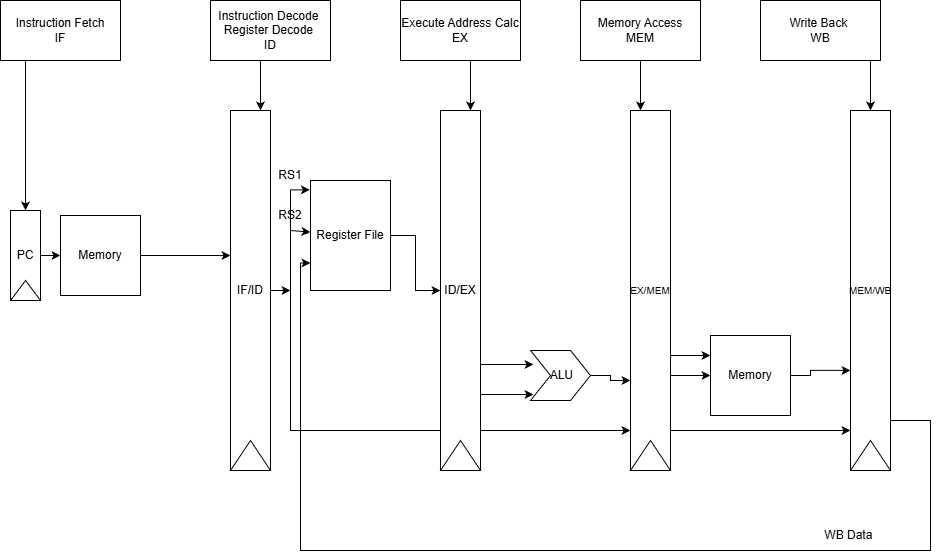 Instruction Fetch
IF
Instruction Decode
Register Decode
ID
Execute Address Calc
EX
Memory Access
MEM
Write Back
WB
RS1
RS2
Register File
PC
Memory
IF/ID
ID/EX
EX/MEM
MEM/WB
ALU
Memory
WB Data